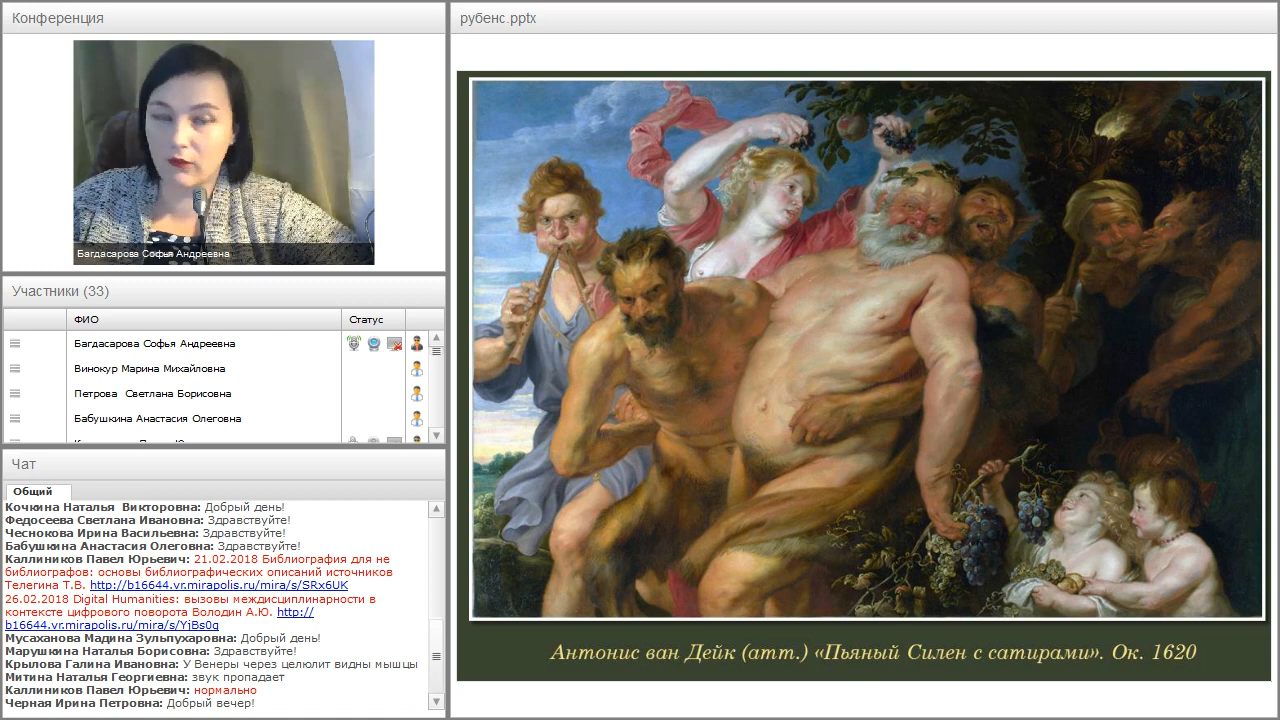 Конференция
Багдасарова Софья Андреевна
Участники (33)
ФИО
Статус
Багдасарова Софья Андреевна
Винокур Марина Михайловна
Петрова Светлана Борисовна
Бабушкина Анастасия Олеговна
Чат
Общий
Кочкина Наталья Викторовна: Добрый день!
Федосеева Светлана Ивановна: Здравствуйте!
Чеснокова Ирина Васильевна: Здравствуйте!
Бабушкина Анастасия Олеговна: Здравствуйте!
Каллиников Павел Юрьевич: 21.02.2018 Библиография для не
библиографов: основы библиографических описаний источников
Телегина Т.В. http://b16644.vr.mirapolis.ru/mira/s/SRx6UK
26.02.2018 Digital Humanities: вызовы междисциплинарности в
контексте цифрового поворота Володин А.Ю. http://
b16644.vr.mirapolis.ru/mira/s/YjBs0q
Мусаханова Мадина Зульпухаровна: Добрый день!
Марушкина Наталья Борисовна: Здравствуйте!
Крылова Галина Ивановна: У Венеры через целюлит видны мышцы
Митина Наталья Георгиевна: звук пропадает
Каллиников Павел Юрьевич: нормально
Черная Ирина Петровна: Добрый вечер!
рубенс.pptx
Антонис ван Дейк (атт.) «Пьяный Силен с сатирами». Ок. 1620